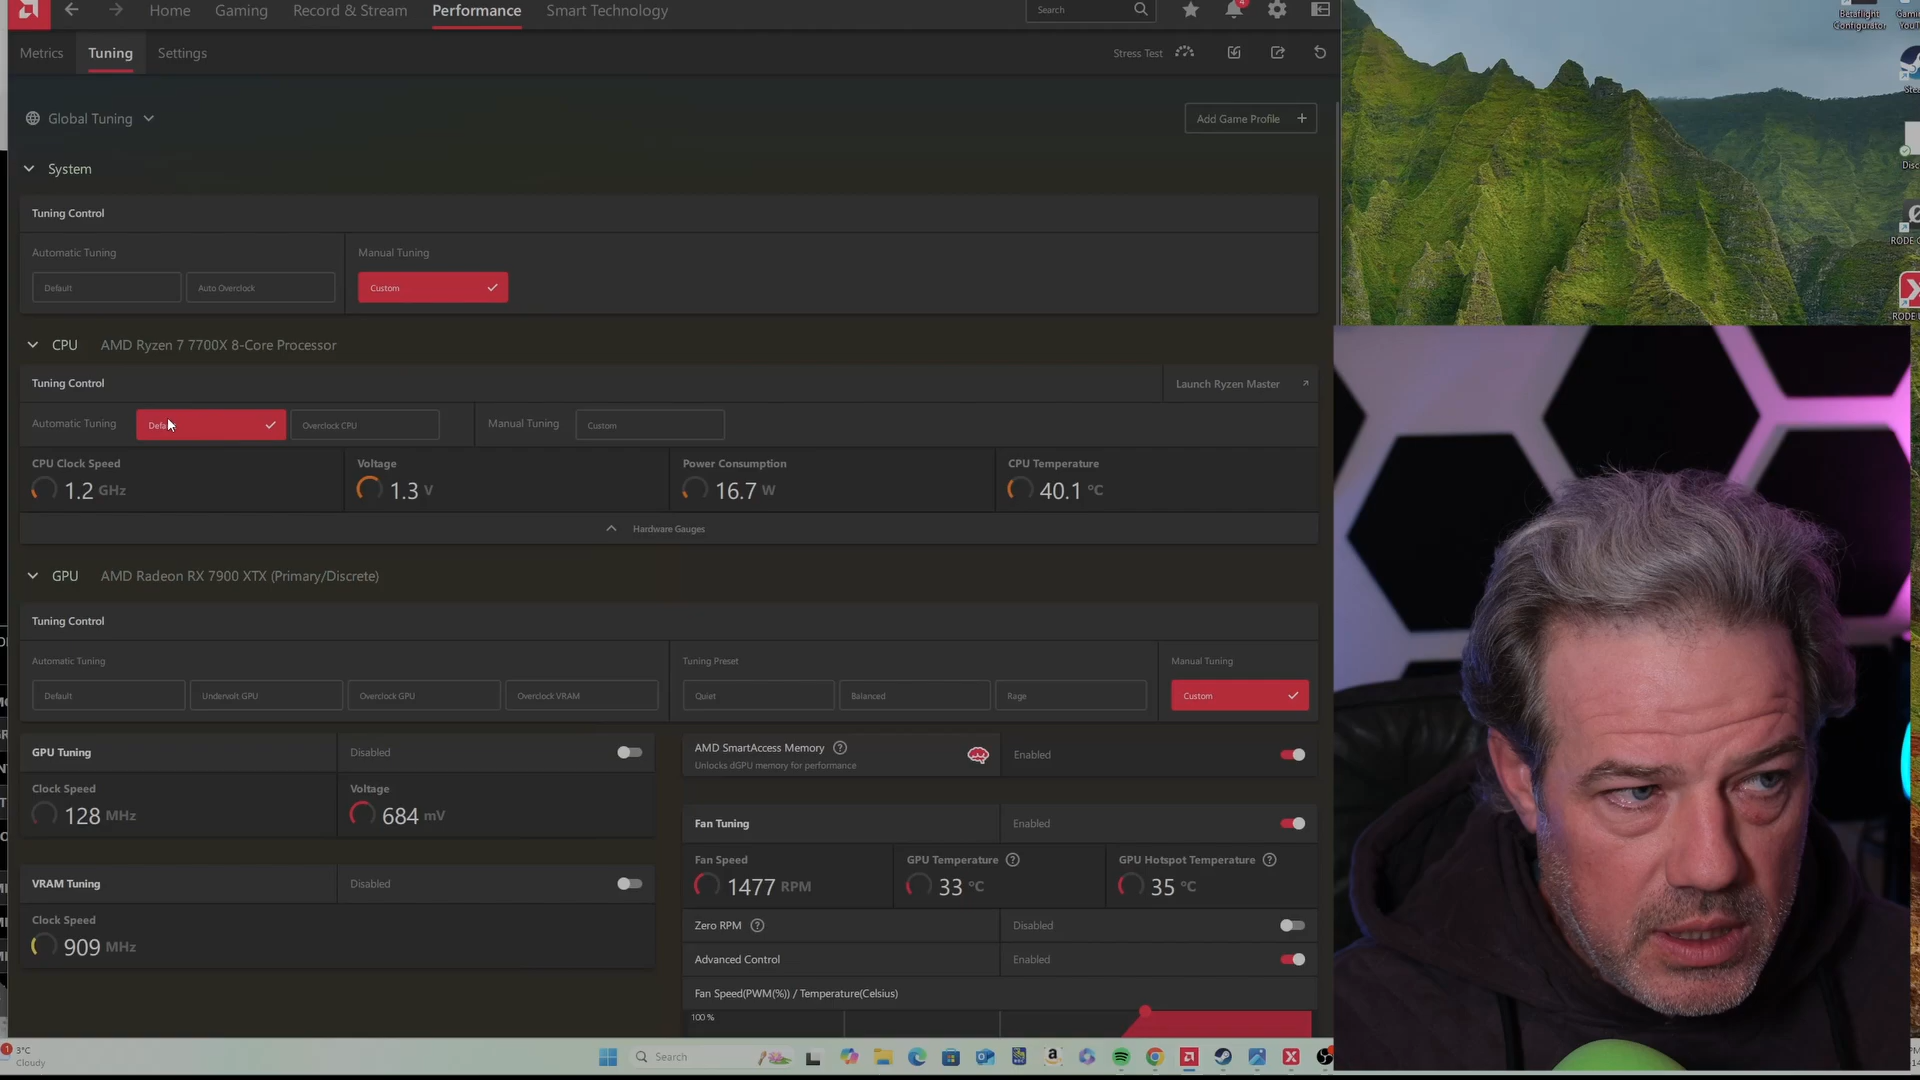 Home
Gaming
Record & Stream
Performance
Smart Technology
Search
4
Metrics
Tuning
Settings
Stress Test
Global Tuning
Add Game Profile
System
Tuning Control
Automatic Tuning
Manual Tuning
Default
Auto Overclock
Custom
CPU
AMD Ryzen 7 7700X 8-Core Processor
Tuning Control
Launch Ryzen Master
Automatic Tuning
Overclock CPU
Manual Tuning
Custom
CPU Clock Speed
Voltage
Power Consumption
CPU Temperature
1.2 GHz
1.3 V
16.7 W
40.1 °C
Hardware Gauges
GPU
AMD Radeon RX 7900 XTX (Primary/Discrete)
Tuning Control
Automatic Tuning
Tuning Preset
Manual Tuning
Default
Undervolt GPU
Overclock GPU
Overclock VRAM
Quiet
Balanced
Rage
Custom
GPU Tuning
Disabled
AMD SmartAccess Memory
Unlocks dGPU memory for performance
Enabled
Clock Speed
Voltage
128 MHz
684 mV
Fan Tuning
Enabled
Fan Speed
GPU Temperature
GPU Hotspot Temperature
1477 RPM
33 °C
35 °C
VRAM Tuning
Disabled
Clock Speed
909 MHz
Zero RPM
Disabled
Advanced Control
Enabled
Fan Speed(PWM(%)) / Temperature(Celsius)
100 %
1
3°C
Cloudy
Search
Betaflight
Configurator